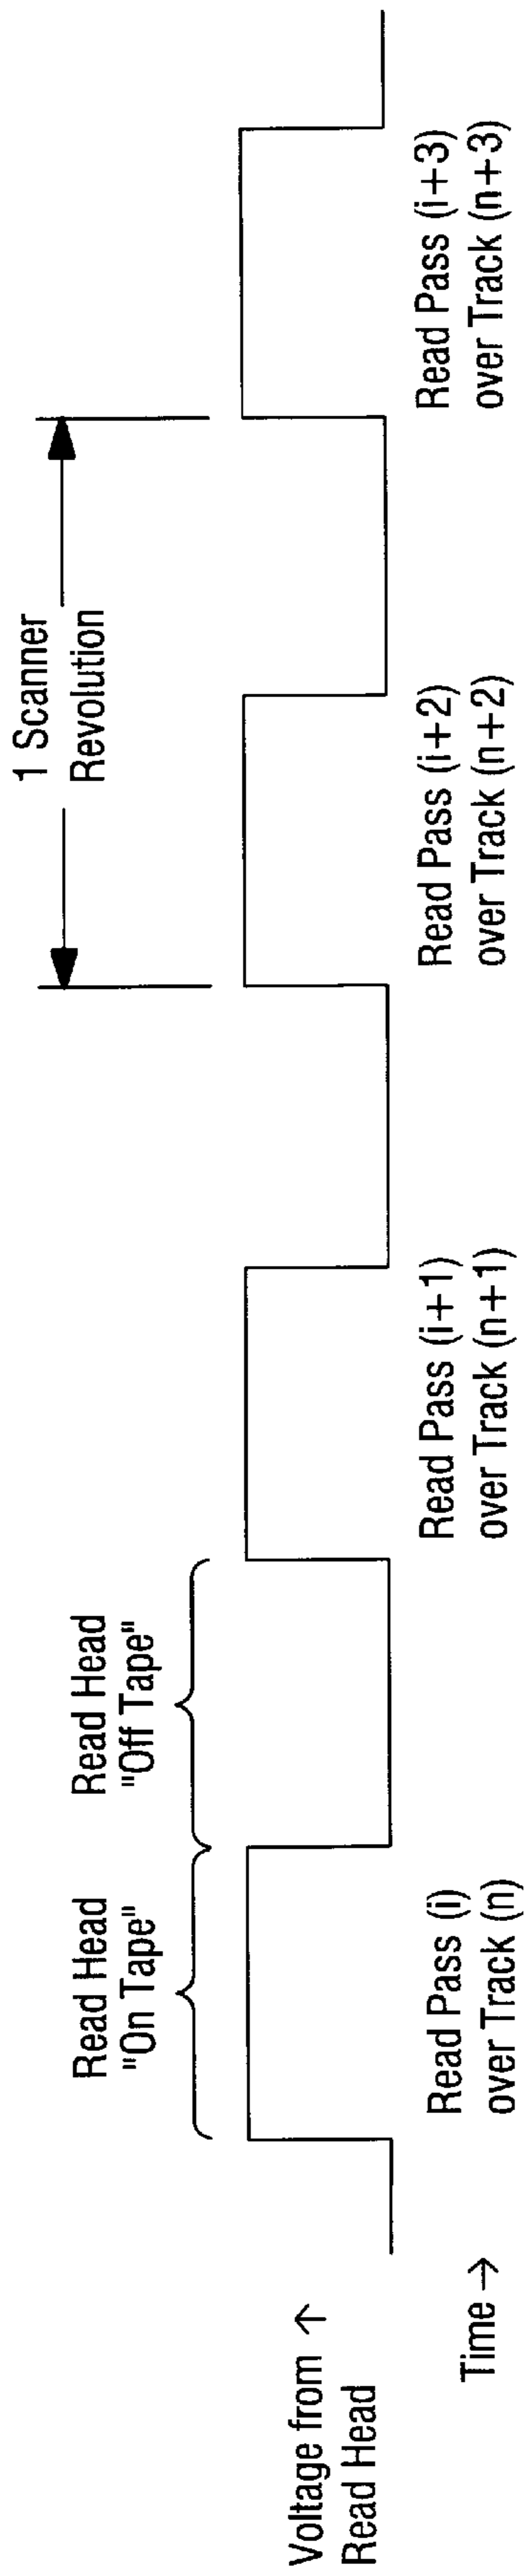 1 Scanner
Revolution
Read Head
"On Tape"
Read Head
"Off Tape"
Voltage from ↑
Read Head
Time →
Read Pass (i)
over Track (n)
Read Pass (i+1)
over Track (n+1)
Read Pass (i+2)
over Track (n+2)
Read Pass (i+3)
over Track (n+3)